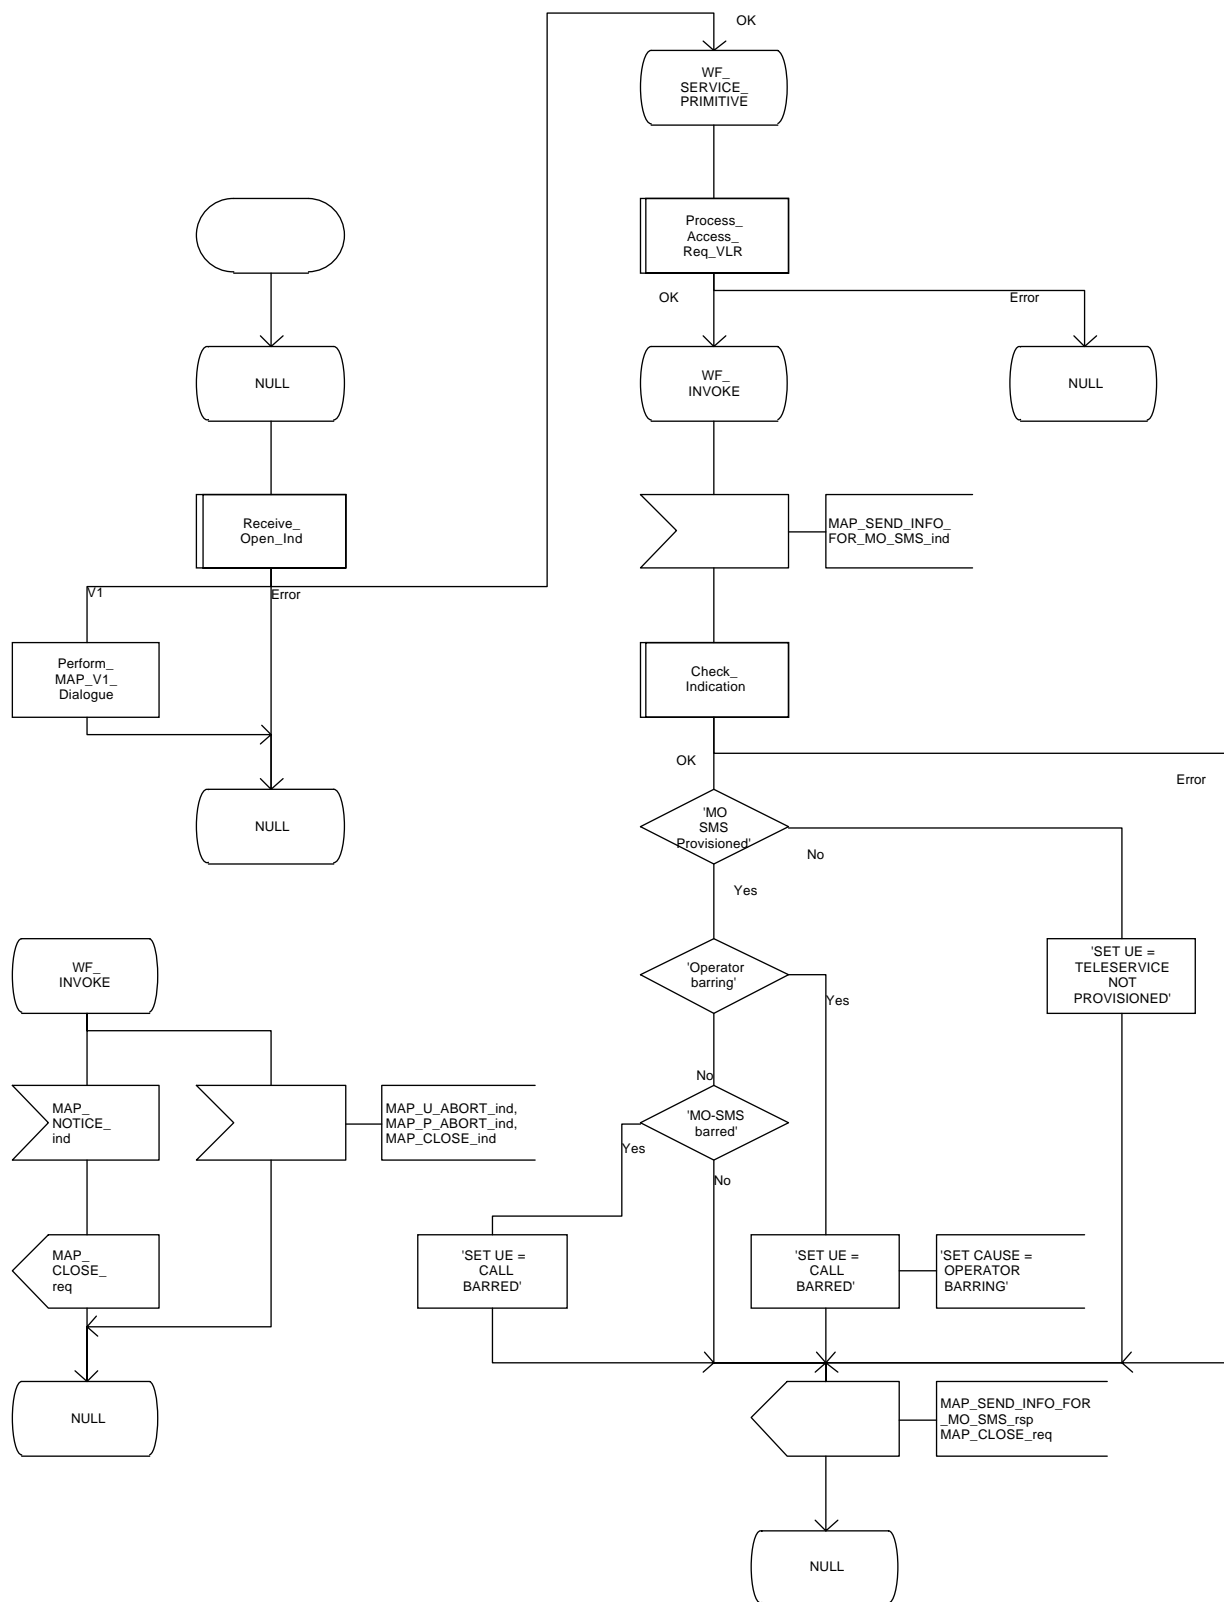 OK
WF_
SERVICE_
PRIMITIVE
Process_
Access_
Req_VLR
OK
Error
NULL
WF_
INVOKE
NULL
Receive_
Open_Ind
MAP_SEND_INFO_
FOR_MO_SMS_ind
V1
Error
Perform_
MAP_V1_
Dialogue
Check_
Indication
OK
Error
NULL
'MO
SMS
Provisioned'
No
Yes
WF_
INVOKE
'Operator
barring'
Yes
'SET UE =
TELESERVICE
NOT
PROVISIONED'
No
MAP_
NOTICE_
ind
MAP_U_ABORT_ind,
MAP_P_ABORT_ind,
MAP_CLOSE_ind
'MO-SMS
barred'
Yes
No
MAP_
CLOSE_
req
'SET UE =
CALL
BARRED'
'SET UE =
CALL
BARRED'
'SET CAUSE =
OPERATOR
BARRING'
NULL
MAP_SEND_INFO_FOR
_MO_SMS_rsp
MAP_CLOSE_req
NULL